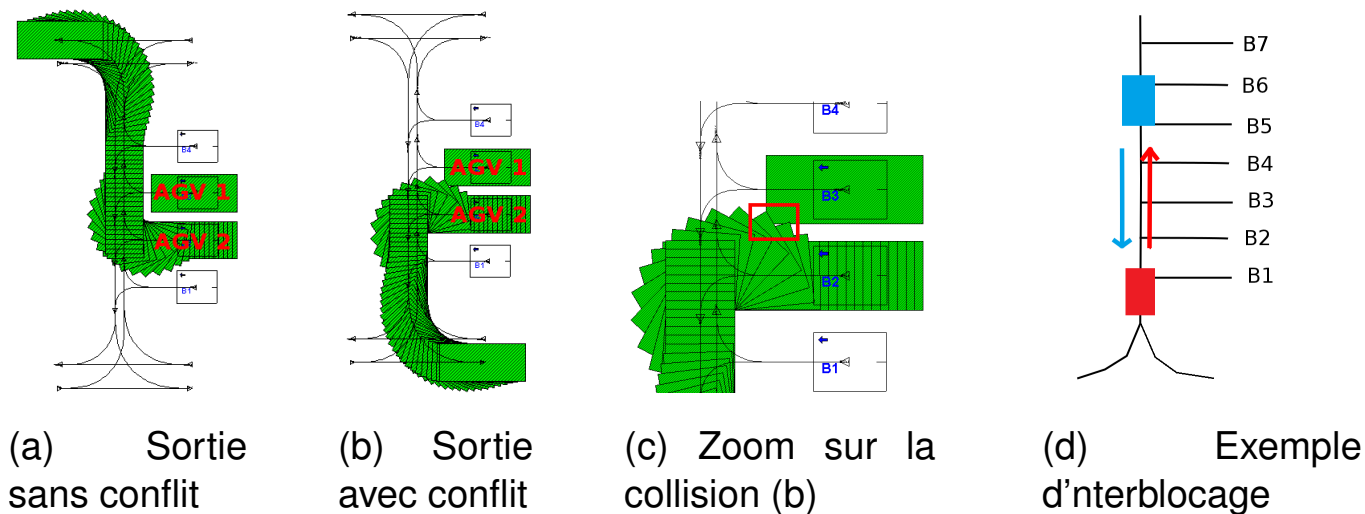 B4
AGV 1
AGV 2
B1
B4
AGV 1
AGV 2
B1
B4
B3
B2
B1
B7
B6
B5
B4
B3
B2
B1
(a) Sortie
sans conflit
(b) Sortie
avec conflit
(c) Zoom sur la
collision (b)
(d) Exemple
d'nterblocage